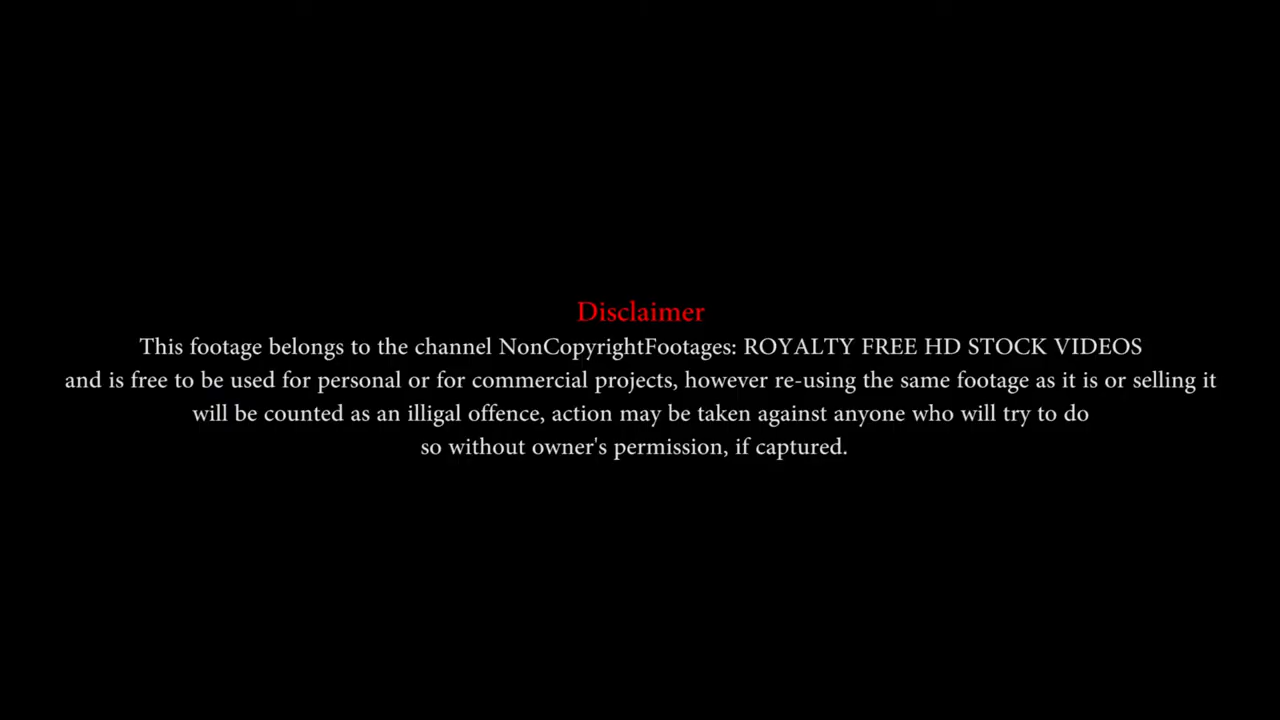 Disclaimer
This footage belongs to the channel NonCopyrightFootages: ROYALTY FREE HD STOCK VIDEOS
and is free to be used for personal or for commercial projects, however re-using the same footage as it is or selling it
will be counted as an illigal offence, action may be taken against anyone who will try to do
so without owner's permission, if captured.